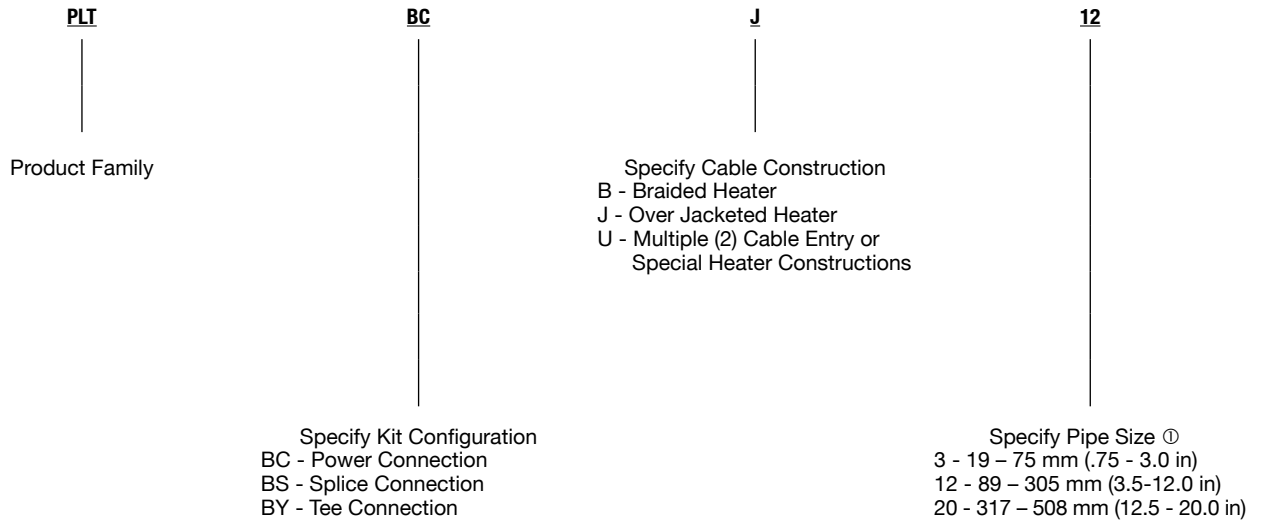 PLT BC J 12
Product Family
Specify Cable Construction
B - Braided Heater
J - Over Jacketed Heater
U - Multiple (2) Cable Entry or
Special Heater Constructions
Specify Kit Configuration
BC - Power Connection
BS - Splice Connection
BY - Tee Connection
Specify Pipe Size ①
3 - 19 – 75 mm (.75 - 3.0 in)
12 - 89 – 305 mm (3.5-12.0 in)
20 - 317 – 508 mm (12.5 - 20.0 in)